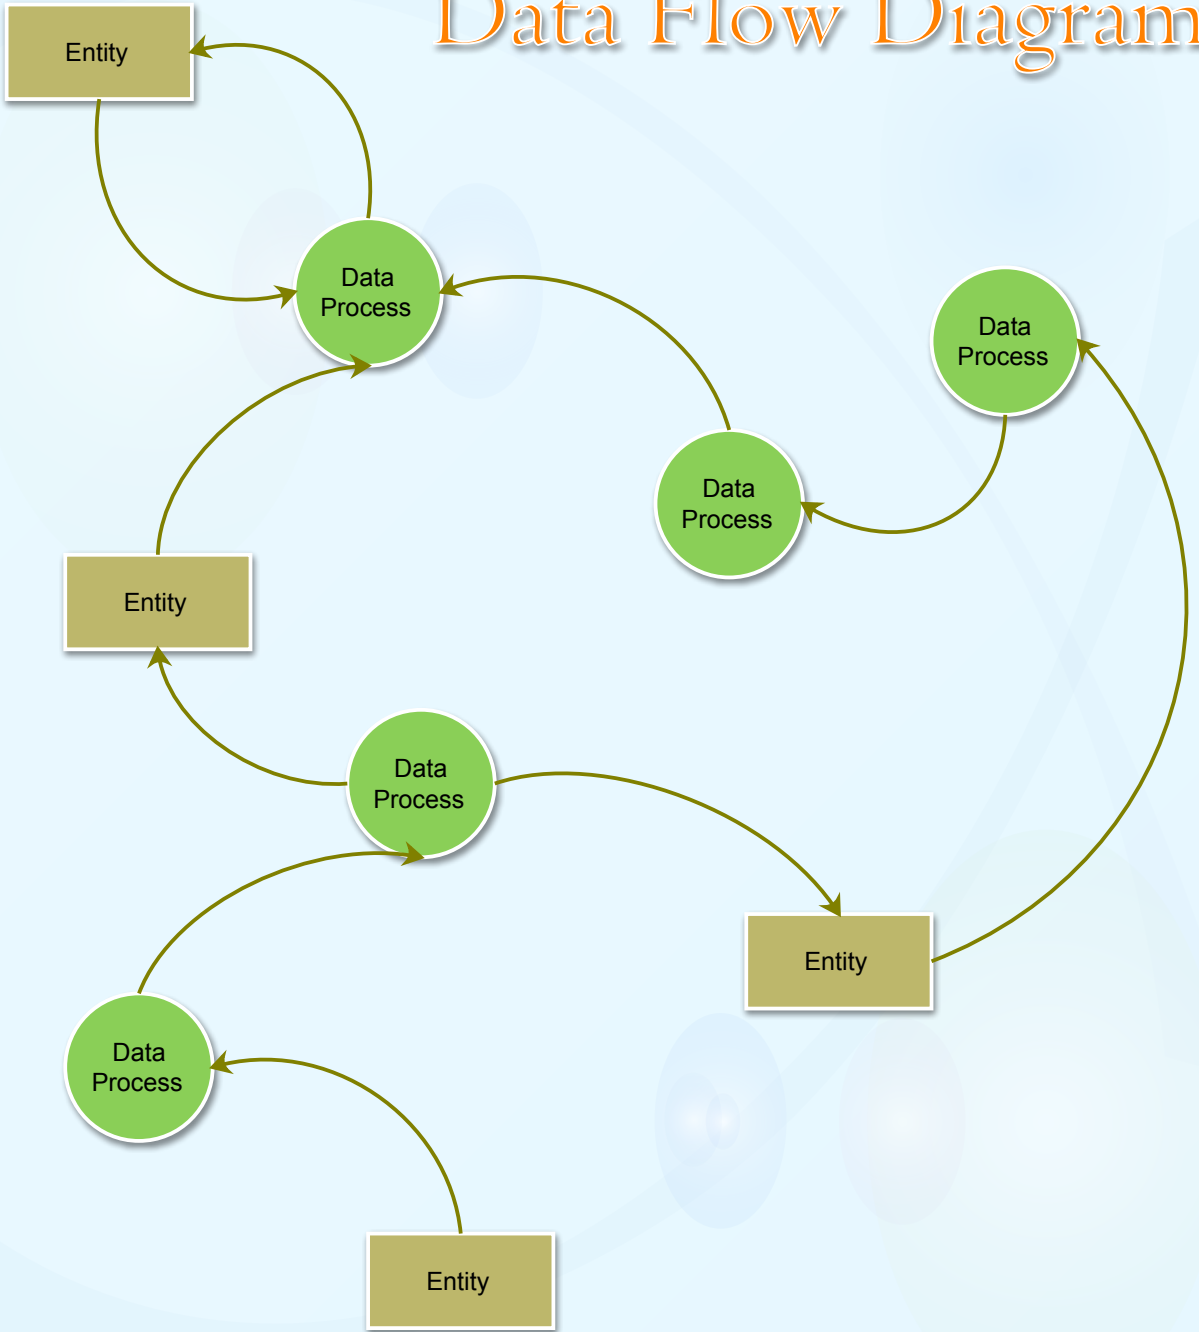 Data Flow Diagram
Entity
Data
Process
Data
Process
Data
Process
Entity
Data
Process
Entity
Data
Process
Entity